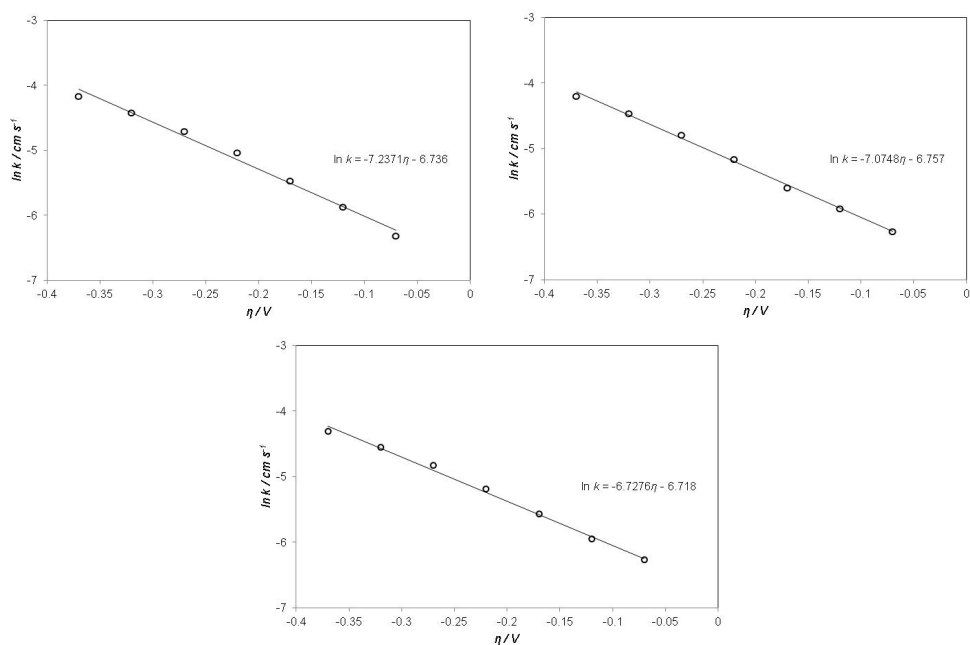 -3
-4
-5
-6
-7
ln k / cm s⁻¹
ln k = -7.2371η - 6.736
-0.4 -0.35 -0.3 -0.25 -0.2 -0.15 -0.1 -0.05 0
η / V
-3
-4
-5
-6
-7
ln k / cm s⁻¹
ln k = -7.0748η - 6.757
-0.4 -0.35 -0.3 -0.25 -0.2 -0.15 -0.1 -0.05 0
η / V
-3
-4
-5
-6
-7
ln k / cm s⁻¹
ln k = -6.7276η - 6.718
-0.4 -0.35 -0.3 -0.25 -0.2 -0.15 -0.1 -0.05 0
η / V